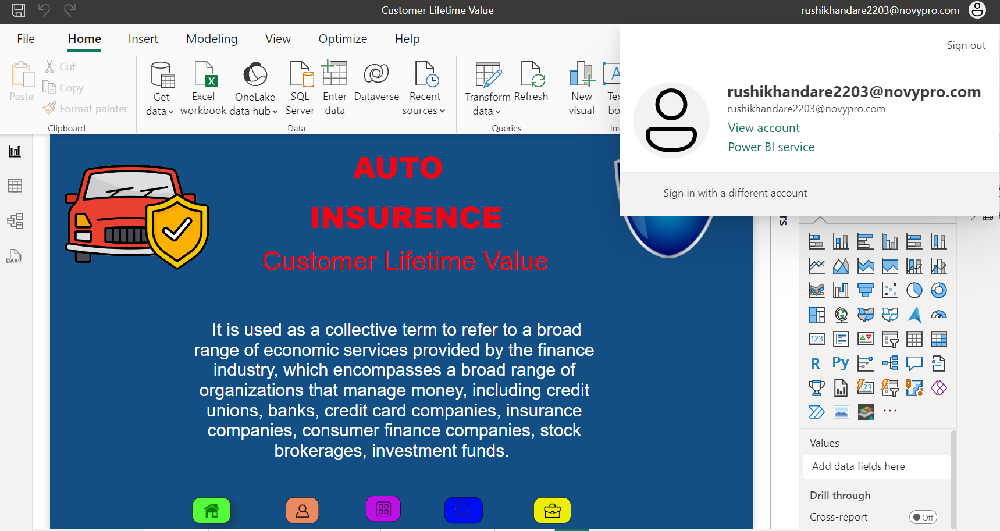 Customer Lifetime Value
rushikhandare2203@novypro.com
File Home Insert Modeling View Optimize Help
Sign out
Paste
Cut
Copy
Format painter
Clipboard
Get data
Excel workbook
OneLake data hub
SQL Server
Enter data
Dataverse
Recent sources
Data
Transform data
Refresh
Queries
New visual
rushikhandare2203@novypro.com
rushikhandare2203@novypro.com
View account
Power BI service
Sign in with a different account
AUTO
INSURENCE
Customer Lifetime Value
It is used as a collective term to refer to a broad
range of economic services provided by the finance
industry, which encompasses a broad range of
organizations that manage money, including credit
unions, banks, credit card companies, insurance
companies, consumer finance companies, stock
brokerages, investment funds.
DAX
123
R Py
123
Values
Add data fields here
Drill through
Cross-report
Off